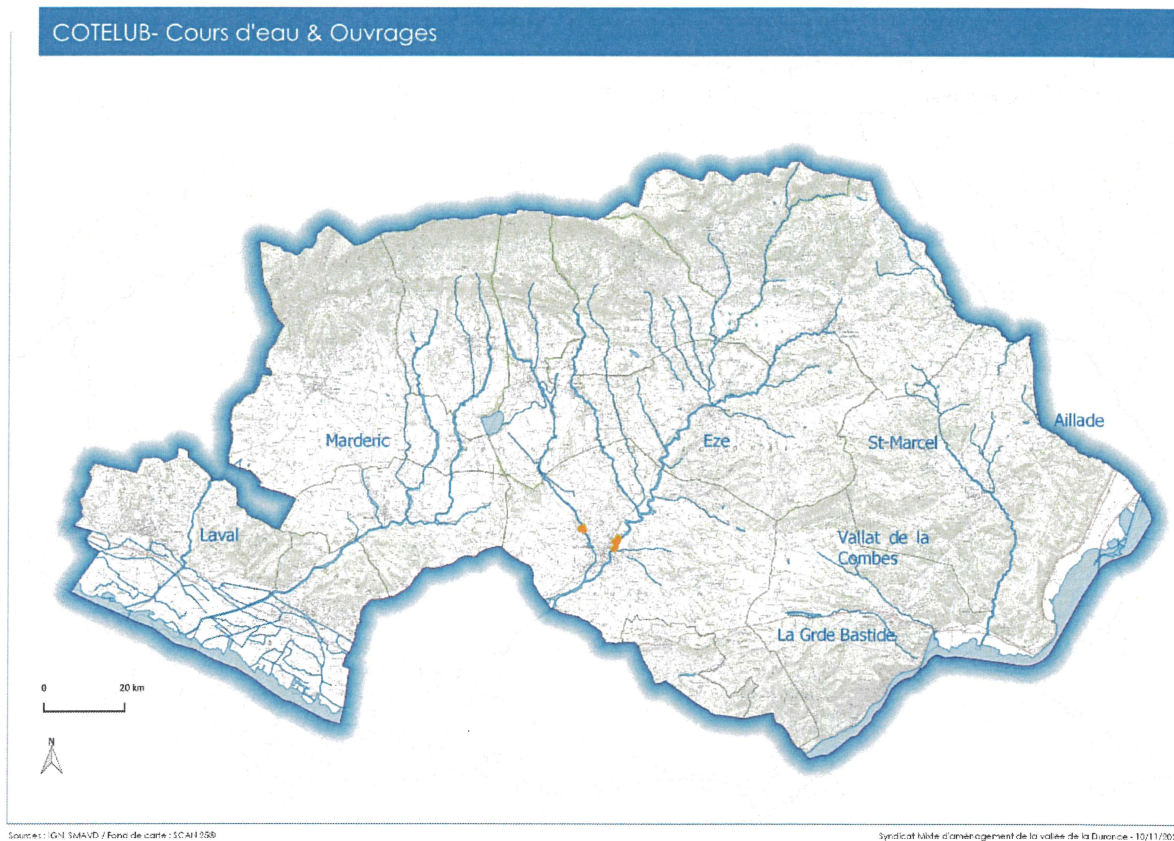 COTELUB- Cours d'eau & Ouvrages
Aillade
Marderic
Eze
St-Marcel
Laval
Vallat de la
Combes
La Grde Bastide
0 20 km
N
Sources : IGN, SMAVD / Fond de carte : SCAN 25®
Syndicat Mixte d'aménagement de la vallée de la Durance - 10/11/20